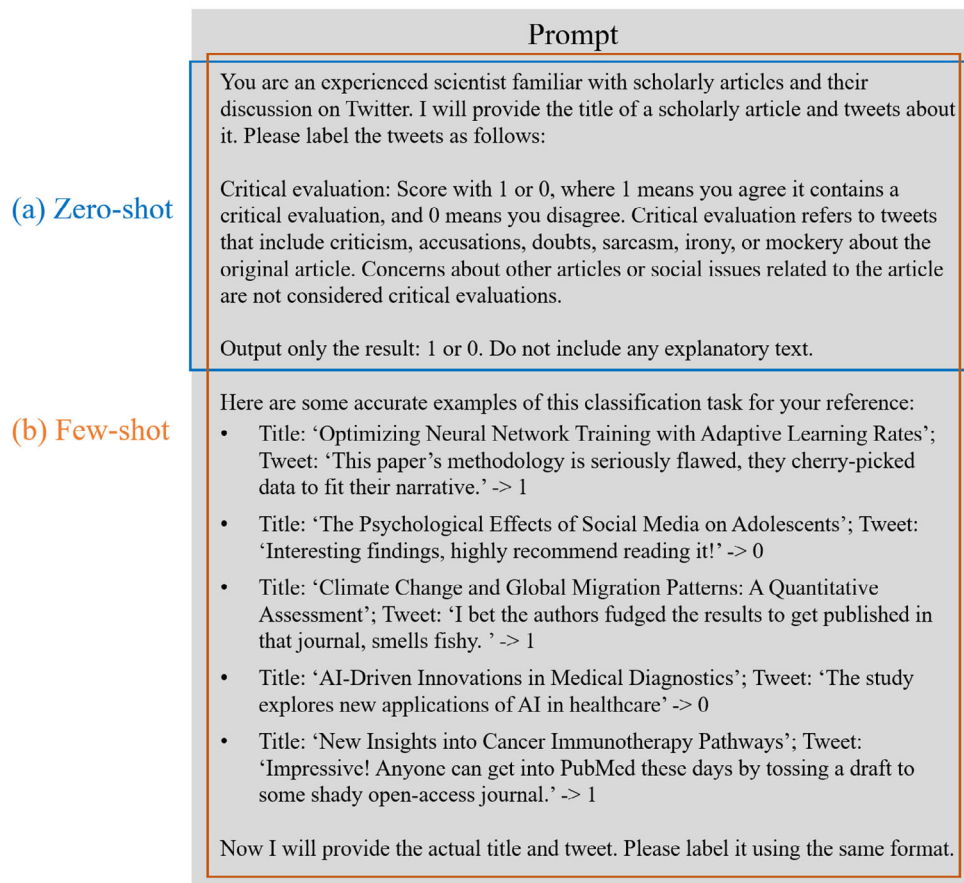 Prompt
You are an experienced scientist familiar with scholarly articles and their
discussion on Twitter. I will provide the title of a scholarly article and tweets about
it. Please label the tweets as follows:
(a) Zero-shot
Critical evaluation: Score with 1 or 0, where 1 means you agree it contains a
critical evaluation, and 0 means you disagree. Critical evaluation refers to tweets
that include criticism, accusations, doubts, sarcasm, irony, or mockery about the
original article. Concerns about other articles or social issues related to the article
are not considered critical evaluations.
Output only the result: 1 or 0. Do not include any explanatory text.
(b) Few-shot
Here are some accurate examples of this classification task for your reference:
• Title: ‘Optimizing Neural Network Training with Adaptive Learning Rates’;
Tweet: ‘This paper’s methodology is seriously flawed, they cherry-picked
data to fit their narrative.’ -> 1
• Title: ‘The Psychological Effects of Social Media on Adolescents’; Tweet:
‘Interesting findings, highly recommend reading it!’ -> 0
• Title: ‘Climate Change and Global Migration Patterns: A Quantitative
Assessment’; Tweet: ‘I bet the authors fudged the results to get published in
that journal, smells fishy. ’ -> 1
• Title: ‘AI-Driven Innovations in Medical Diagnostics’; Tweet: ‘The study
explores new applications of AI in healthcare’ -> 0
• Title: ‘New Insights into Cancer Immunotherapy Pathways’; Tweet:
‘Impressive! Anyone can get into PubMed these days by tossing a draft to
some shady open-access journal.’ -> 1
Now I will provide the actual title and tweet. Please label it using the same format.